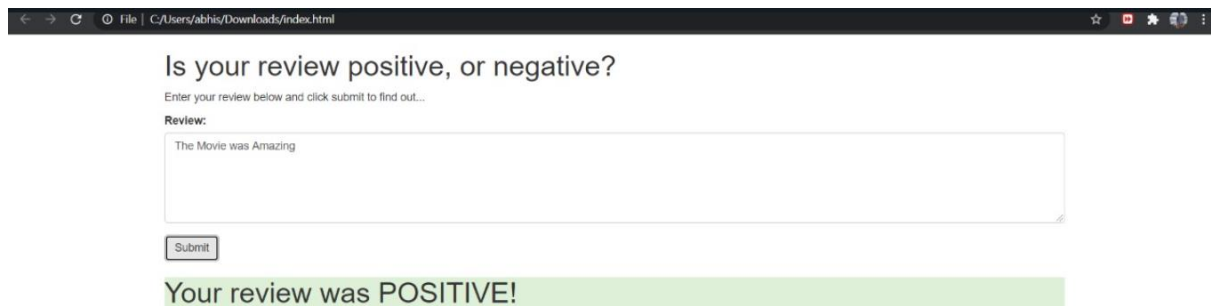 File | C:/Users/abhis/Downloads/index.html
Is your review positive, or negative?
Enter your review below and click submit to find out...
Review:
The Movie was Amazing
Submit
Your review was POSITIVE!